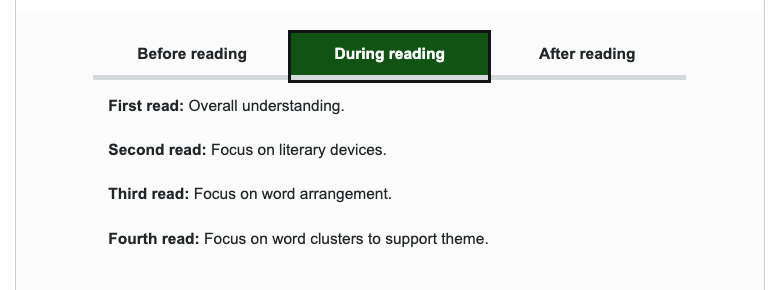 Before reading During reading After reading
First read: Overall understanding.
Second read: Focus on literary devices.
Third read: Focus on word arrangement.
Fourth read: Focus on word clusters to support theme.